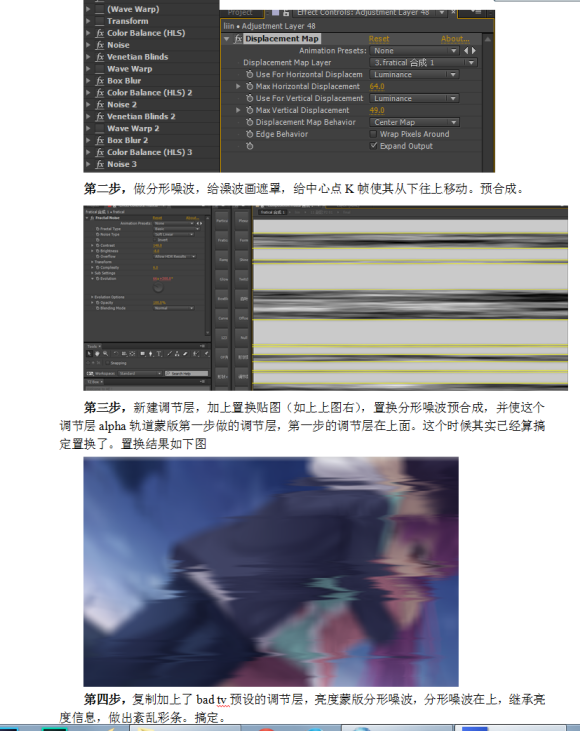 Project
Effect Controls: Adjustment Layer 48
liin • Adjustment Layer 48
(Wave Warp)
Transform
fx Color Balance (HLS)
fx Noise
fx Venetian Blinds
Wave Warp
fx Box Blur
fx Color Balance (HLS) 2
fx Noise 2
fx Venetian Blinds 2
Wave Warp 2
fx Box Blur 2
fx Color Balance (HLS) 3
fx Noise 3
fx Displacement Map Reset About...
Animation Presets: None
Displacement Map Layer 3.fratical 合成 1
Use For Horizontal Displacem Luminance
Max Horizontal Displacement 64.0
Use For Vertical Displacement Luminance
Max Vertical Displacement 49.0
Displacement Map Behavior Center Map
Edge Behavior Wrap Pixels Around
Expand Output
第二步，做分形噪波，给澡波画遮罩，给中心点 K 帧使其从下往上移动。预合成。
第三步，新建调节层，加上置换贴图（如上上图右），置换分形噪波预合成，并使这个
调节层 alpha 轨道蒙版第一步做的调节层，第一步的调节层在上面。这个时候其实已经算搞
定置换了。置换结果如下图
第四步，复制加上了 bad tv 预设的调节层，亮度蒙版分形噪波，分形噪波在上，继承亮
度信息，做出紊乱彩条。搞定。